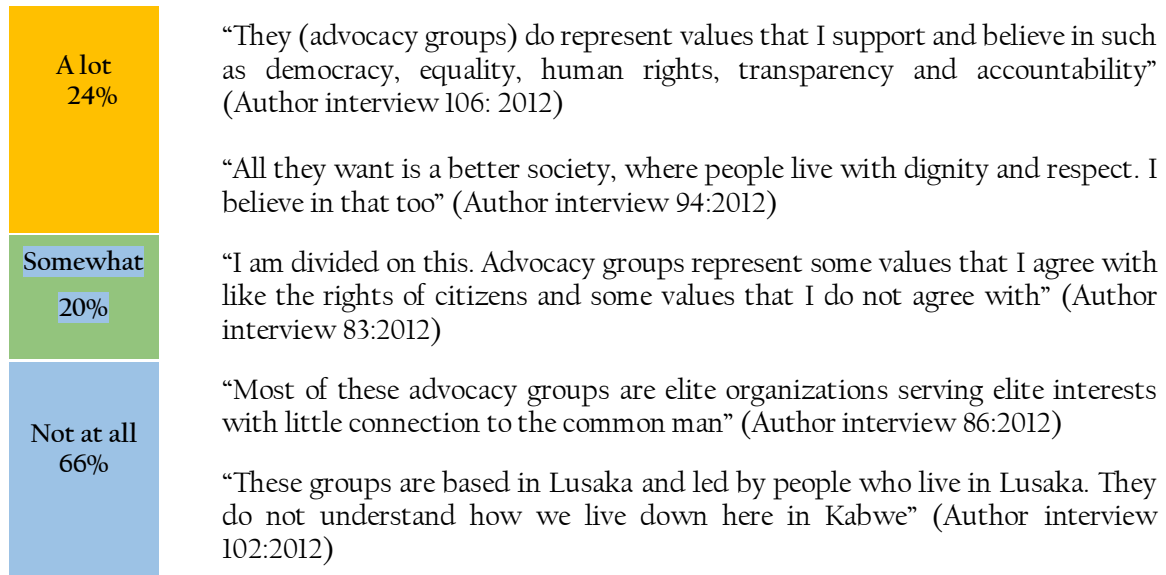 A lot
24%
“They (advocacy groups) do represent values that I support and believe in such
as democracy, equality, human rights, transparency and accountability”
(Author interview 106: 2012)
“All they want is a better society, where people live with dignity and respect. I
believe in that too” (Author interview 94:2012)
Somewhat
20%
“I am divided on this. Advocacy groups represent some values that I agree with
like the rights of citizens and some values that I do not agree with” (Author
interview 83:2012)
Not at all
66%
“Most of these advocacy groups are elite organizations serving elite interests
with little connection to the common man” (Author interview 86:2012)
“These groups are based in Lusaka and led by people who live in Lusaka. They
do not understand how we live down here in Kabwe” (Author interview
102:2012)